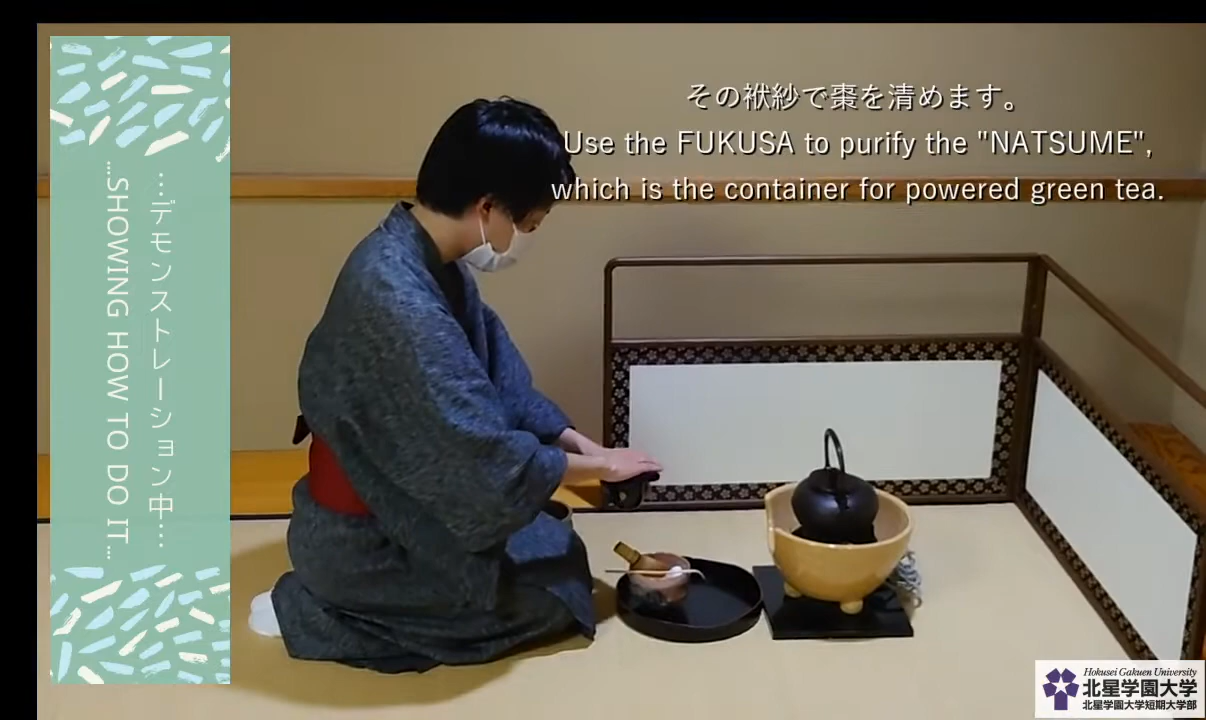 その袱紗で棗を清めます。
Use the FUKUSA to purify the "NATSUME",
which is the container for powered green tea.
…デモンストレーション中…
...SHOWING HOW TO DO IT...
Hokusei Gakuen University
北星学園大学
北星学園大学短期大学部